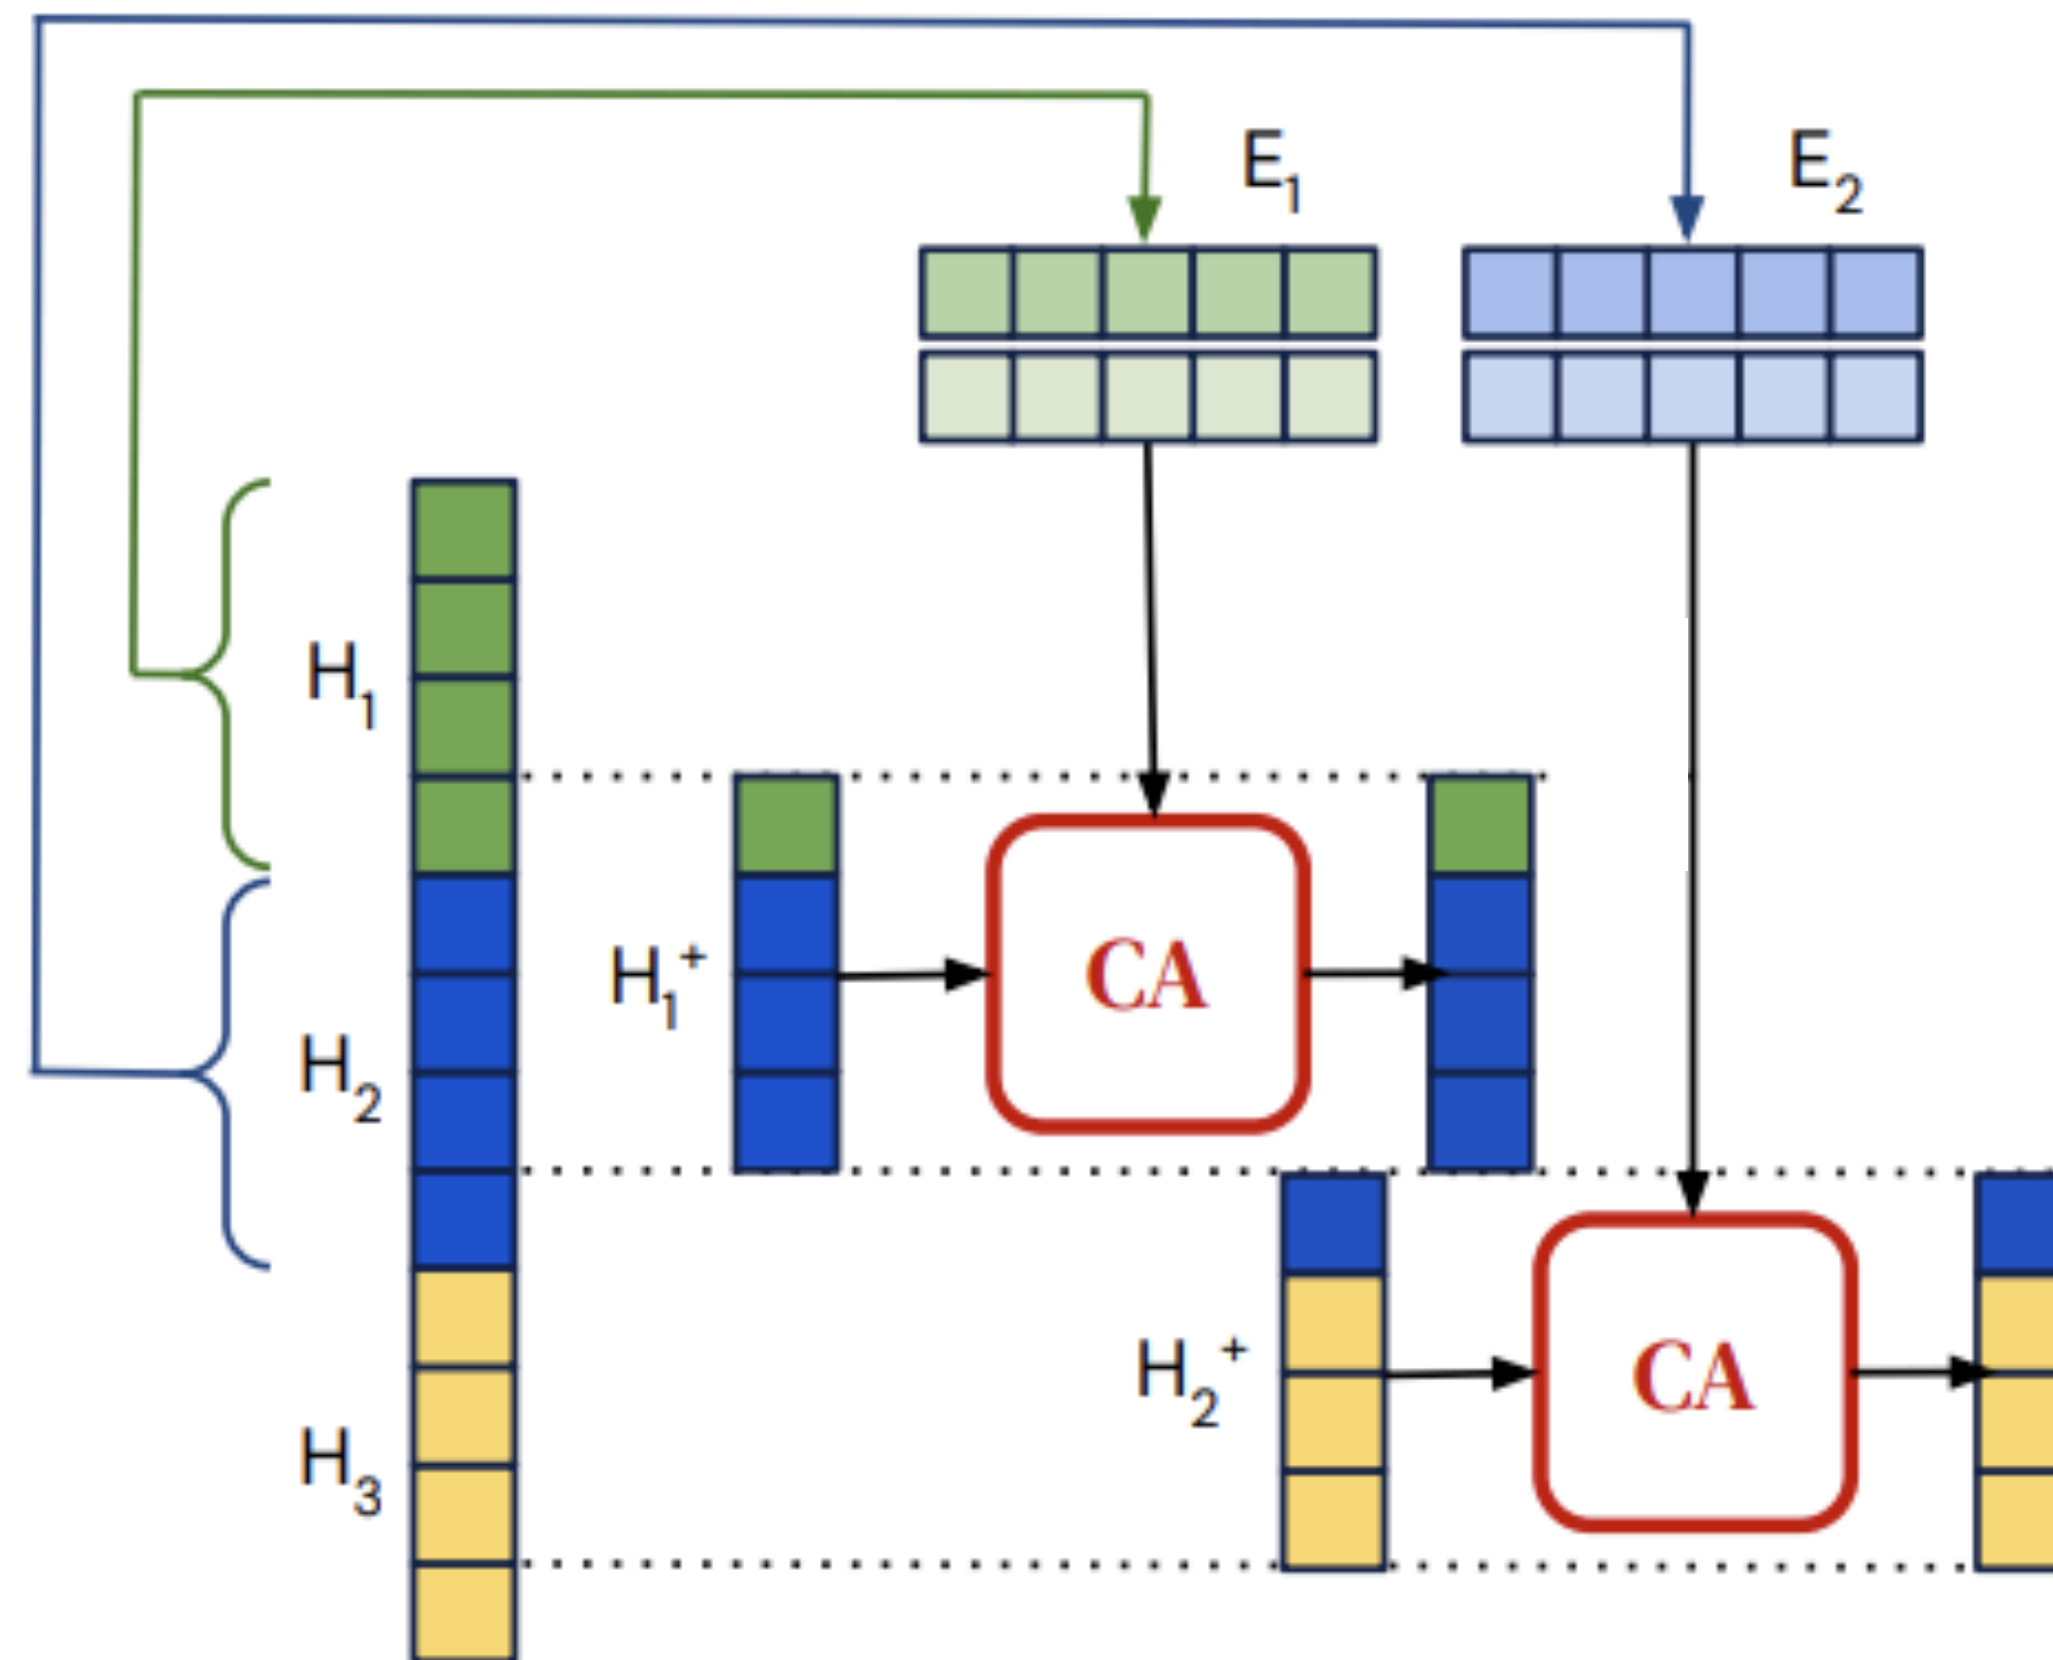 E₁
E₂
H₁
H₁⁺
CA
H₂
H₂⁺
CA
H₃